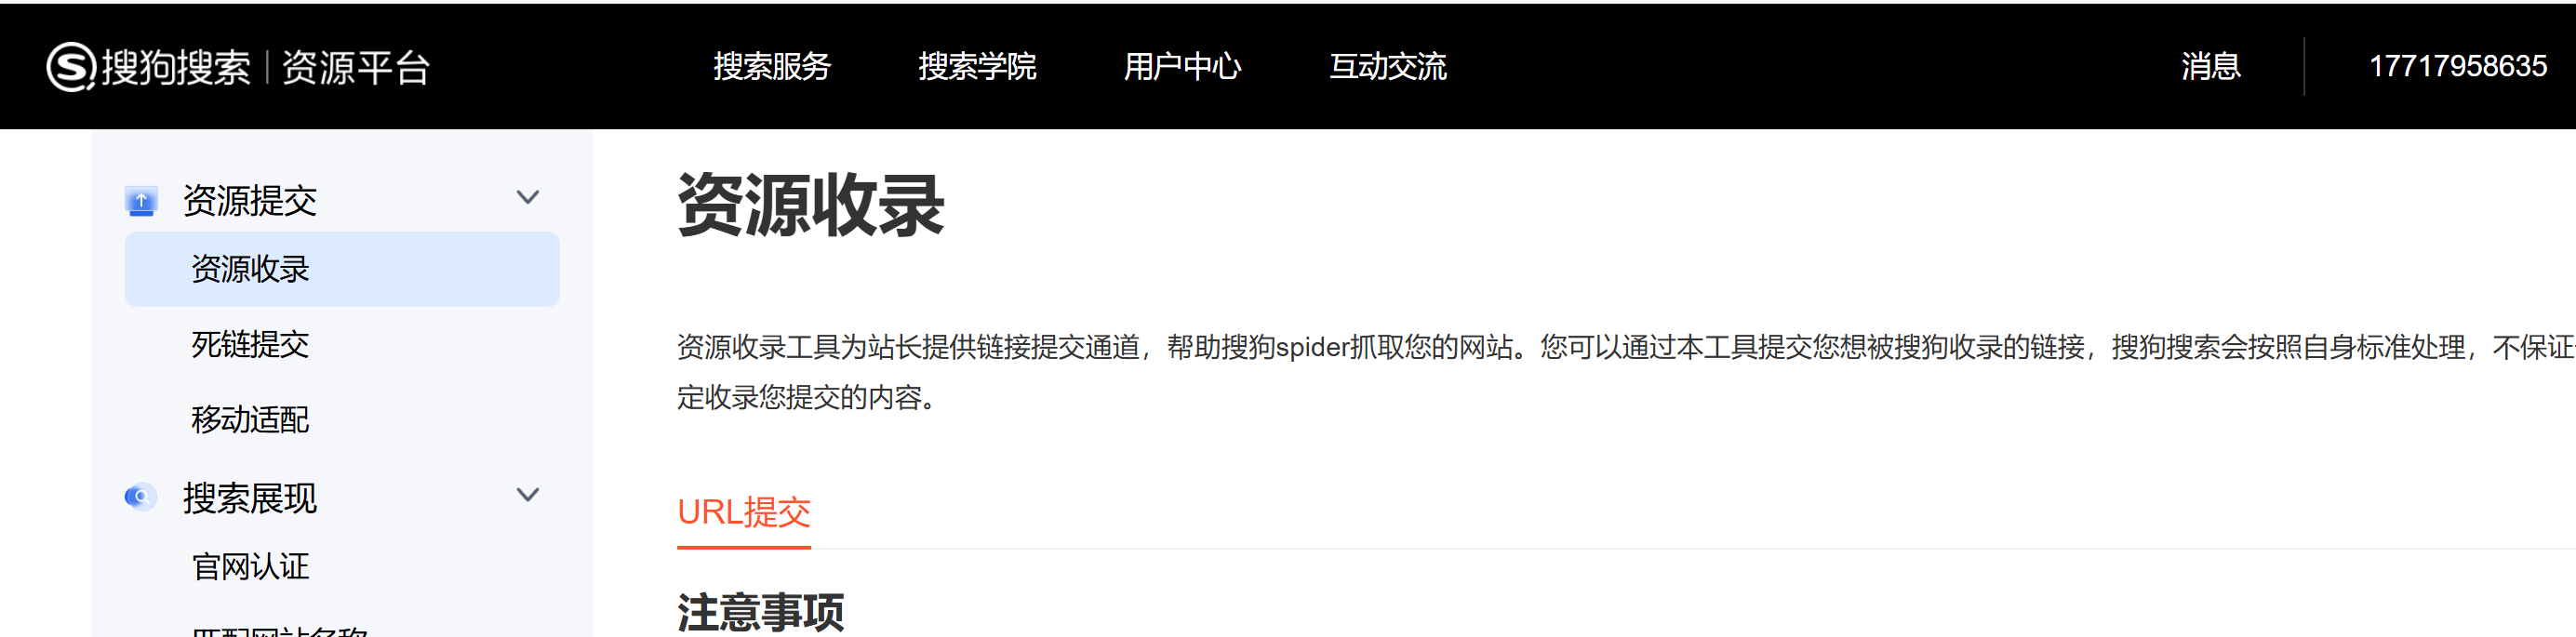 搜狗搜索 | 资源平台
搜索服务
搜索学院
用户中心
互动交流
消息
17717958635
资源提交
资源收录
死链提交
移动适配
搜索展现
官网认证
匹配网站名称
资源收录
资源收录工具为站长提供链接提交通道，帮助搜狗spider抓取您的网站。您可以通过本工具提交您想被搜狗收录的链接，搜狗搜索会按照自身标准处理，不保证
定收录您提交的内容。
URL提交
注意事项